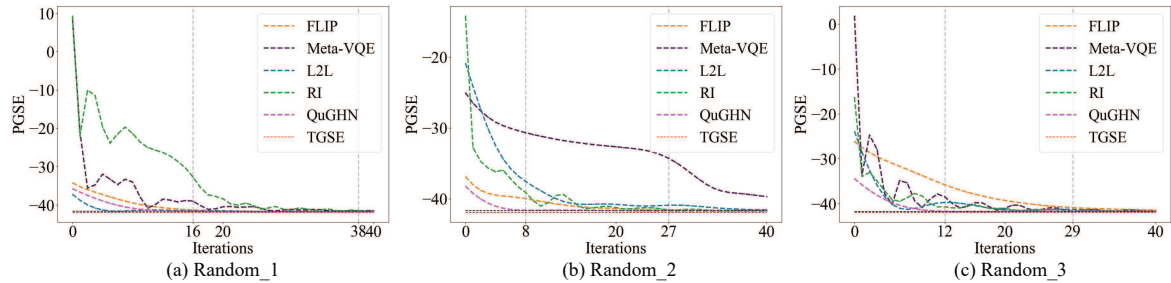 10
0
−10
−20
−30
−40
PGSE
0
16
20
38
40
Iterations
FLIP
Meta-VQE
L2L
RI
QuGHN
TGSE
(a) Random_1
−20
−30
−40
PGSE
0
8
20
27
40
Iterations
FLIP
Meta-VQE
L2L
RI
QuGHN
TGSE
(b) Random_2
0
−10
−20
−30
−40
PGSE
0
12
20
29
40
Iterations
FLIP
Meta-VQE
L2L
RI
QuGHN
TGSE
(c) Random_3